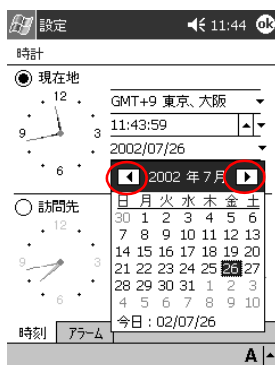 設定 11:44 ok
時計
現在地
12
9
3
6
GMT+9 東京、大阪
11:43:59
2002/07/26
2002 年 7月
日 月 火 水 木 金 土
30 1 2 3 4 5 6
7 8 9 10 11 12 13
14 15 16 17 18 19 20
21 22 23 24 25 26 27
28 29 30 31 1 2 3
4 5 6 7 8 9 10
今日 : 02/07/26
訪問先
12
9
3
6
時刻 アラーム
A